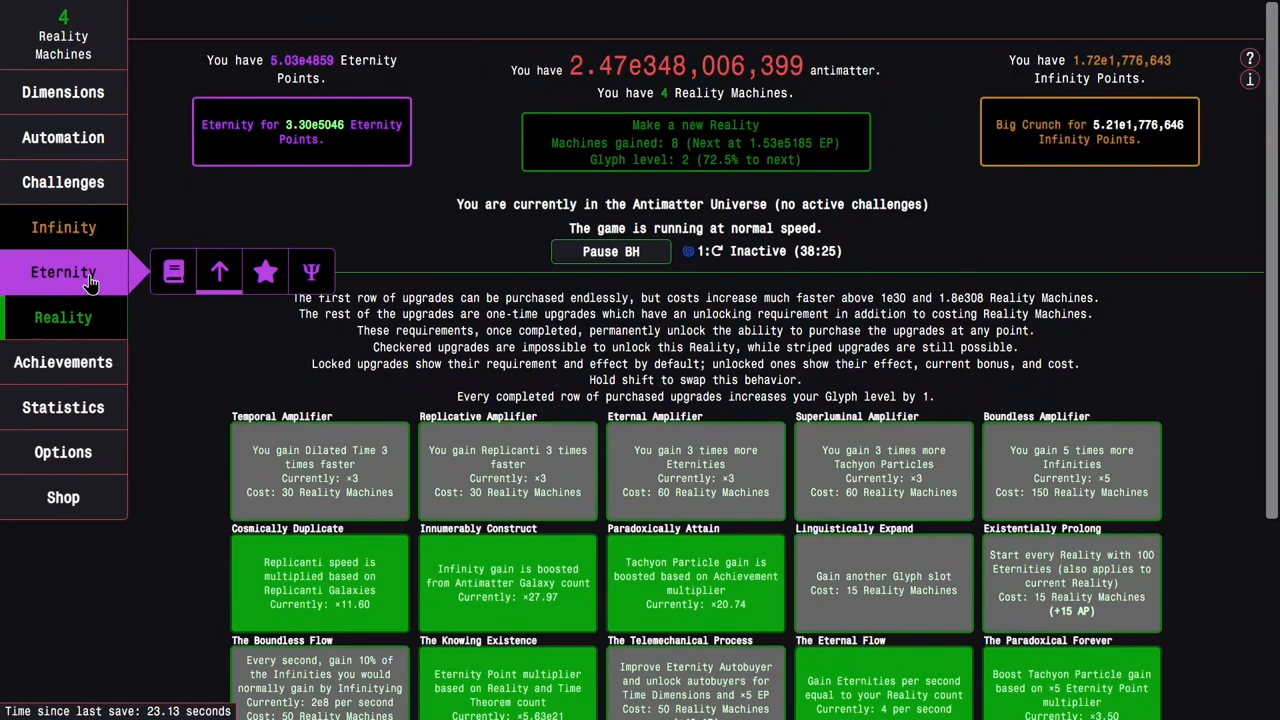 4
Reality
Machines
Dimensions
Automation
Challenges
Infinity
Eternity
Reality
Achievements
Statistics
Options
Shop
You have 5.03e4859 Eternity
Points.
Eternity for 3.30e5046 Eternity
Points.
You have 2.47e348,006,399 antimatter.
You have 4 Reality Machines.
Make a new Reality
Machines gained: 8 (Next at 1.53e5185 EP)
Glyph level: 2 (72.5% to next)
You have 1.72e1,776,643
Infinity Points.
Big Crunch for 5.21e1,776,646
Infinity Points.
?
i
You are currently in the Antimatter Universe (no active challenges)
The game is running at normal speed.
Pause BH
1: Inactive (38:25)
Ψ
The first row of upgrades can be purchased endlessly, but costs increase much faster above 1e30 and 1.8e308 Reality Machines.
The rest of the upgrades are one-time upgrades which have an unlocking requirement in addition to costing Reality Machines.
These requirements, once completed, permanently unlock the ability to purchase the upgrades at any point.
Checkered upgrades are impossible to unlock this Reality, while striped upgrades are still possible.
Locked upgrades show their requirement and effect by default; unlocked ones show their effect, current bonus, and cost.
Hold shift to swap this behavior.
Every completed row of purchased upgrades increases your Glyph level by 1.
Temporal Amplifier
You gain Dilated Time 3
times faster
Currently: ×3
Cost: 30 Reality Machines
Replicative Amplifier
You gain Replicanti 3 times
faster
Currently: ×3
Cost: 30 Reality Machines
Eternal Amplifier
You gain 3 times more
Eternities
Currently: ×3
Cost: 60 Reality Machines
Superluminal Amplifier
You gain 3 times more
Tachyon Particles
Currently: ×3
Cost: 60 Reality Machines
Boundless Amplifier
You gain 5 times more
Infinities
Currently: ×5
Cost: 150 Reality Machines
Cosmically Duplicate
Replicanti speed is
multiplied based on
Replicanti Galaxies
Currently: ×11.60
Innumerably Construct
Infinity gain is boosted
from Antimatter Galaxy count
Currently: ×27.97
Paradoxically Attain
Tachyon Particle gain is
boosted based on Achievement
multiplier
Currently: ×20.74
Linguistically Expand
Gain another Glyph slot
Cost: 15 Reality Machines
Existentially Prolong
Start every Reality with 100
Eternities (also applies to
current Reality)
Cost: 15 Reality Machines
(+15 AP)
The Boundless Flow
Every second, gain 10% of
the Infinities you would
normally gain by Infinitying
Currently: 2e8 per second
Cost: 50 Reality Machines
The Knowing Existence
Eternity Point multiplier
based on Reality and Time
Theorem count
Currently: ×5.63e21
The Telemechanical Process
Improve Eternity Autobuyer
and unlock autobuyers for
Time Dimensions and ×5 EP
Cost: 50 Reality Machines
The Eternal Flow
Gain Eternities per second
equal to your Reality count
Currently: 4 per second
The Paradoxical Forever
Boost Tachyon Particle gain
based on ×5 Eternity Point
multiplier
Currently: ×3.50
Time since last save: 23.13 seconds